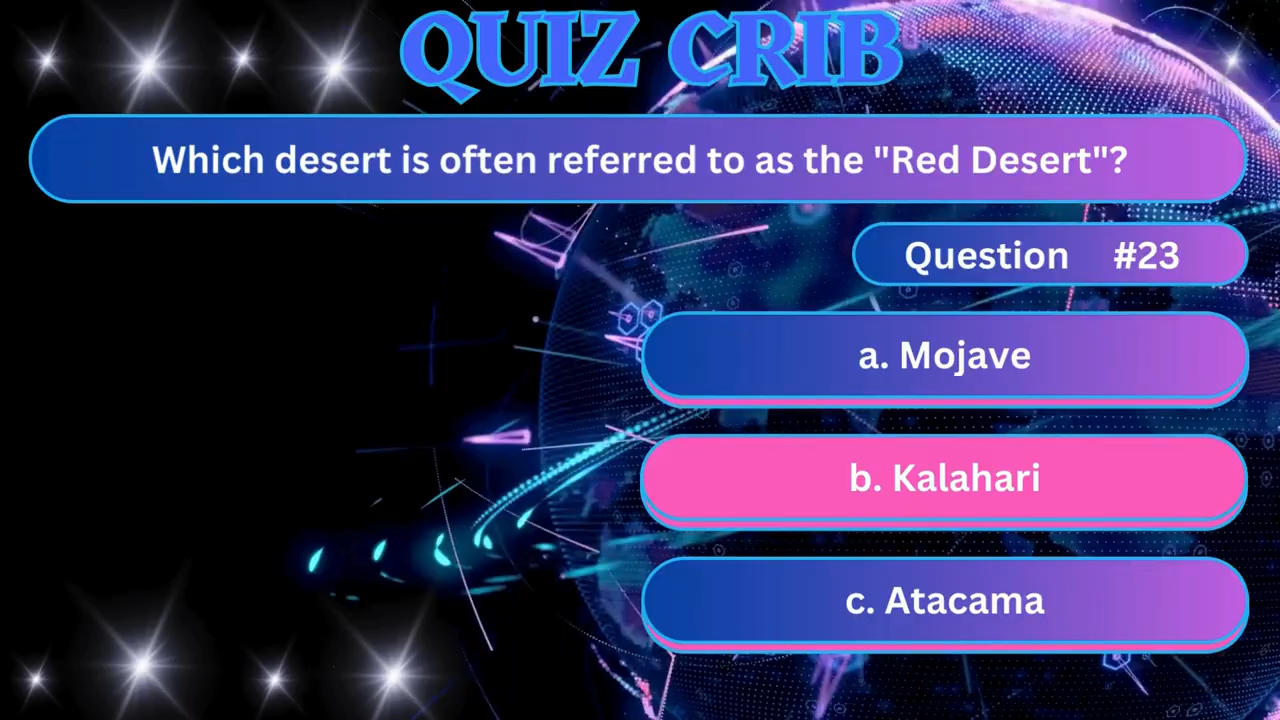 QUIZ CRIB
Which desert is often referred to as the "Red Desert"?
Question #23
a. Mojave
b. Kalahari
c. Atacama